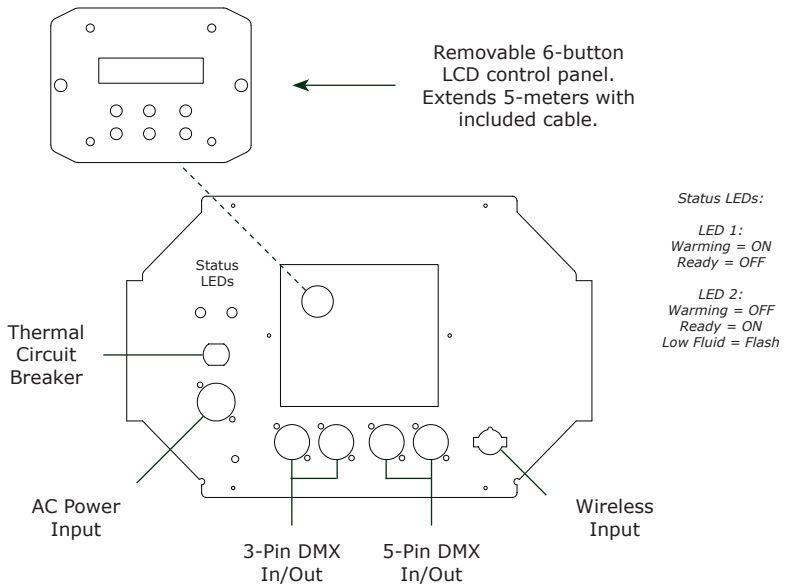 Removable 6-button
LCD control panel.
Extends 5-meters with
included cable.
Status LEDs:
LED 1:
Warming = ON
Ready = OFF
LED 2:
Warming = OFF
Ready = ON
Low Fluid = Flash
Status
LEDs
Thermal
Circuit
Breaker
AC Power
Input
3-Pin DMX
In/Out
5-Pin DMX
In/Out
Wireless
Input